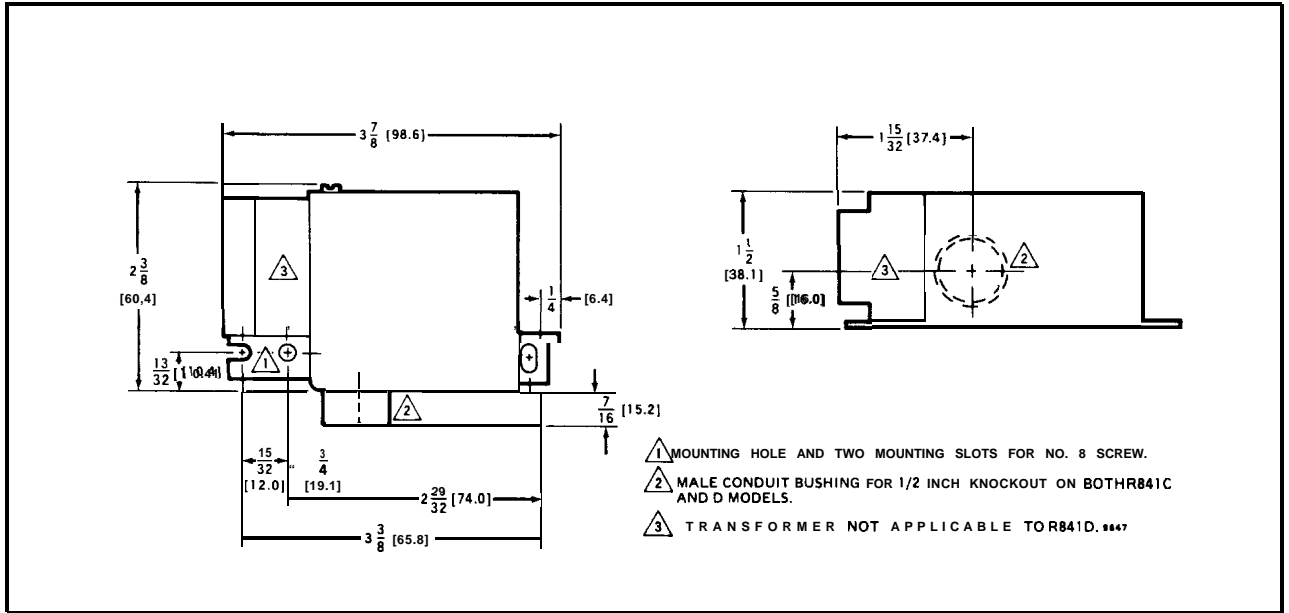 3 7/8 [98.6]
1 15/32 [37.4]
2 3/8
[60,4]
3
1/4 [6.4]
1 1/2
[38.1]
3
2
5/8
13/32
1
2
7/16 [15.2]
15/32
[12.0]
3/4
[19.1]
2 29/32 [74.0]
3 3/8 [65.8]
1 MOUNTING HOLE AND TWO MOUNTING SLOTS FOR NO. 8 SCREW.
2 MALE CONDUIT BUSHING FOR 1/2 INCH KNOCKOUT ON BOTHR841C
AND D MODELS.
3 TRANSFORMER NOT APPLICABLE TO R841D.